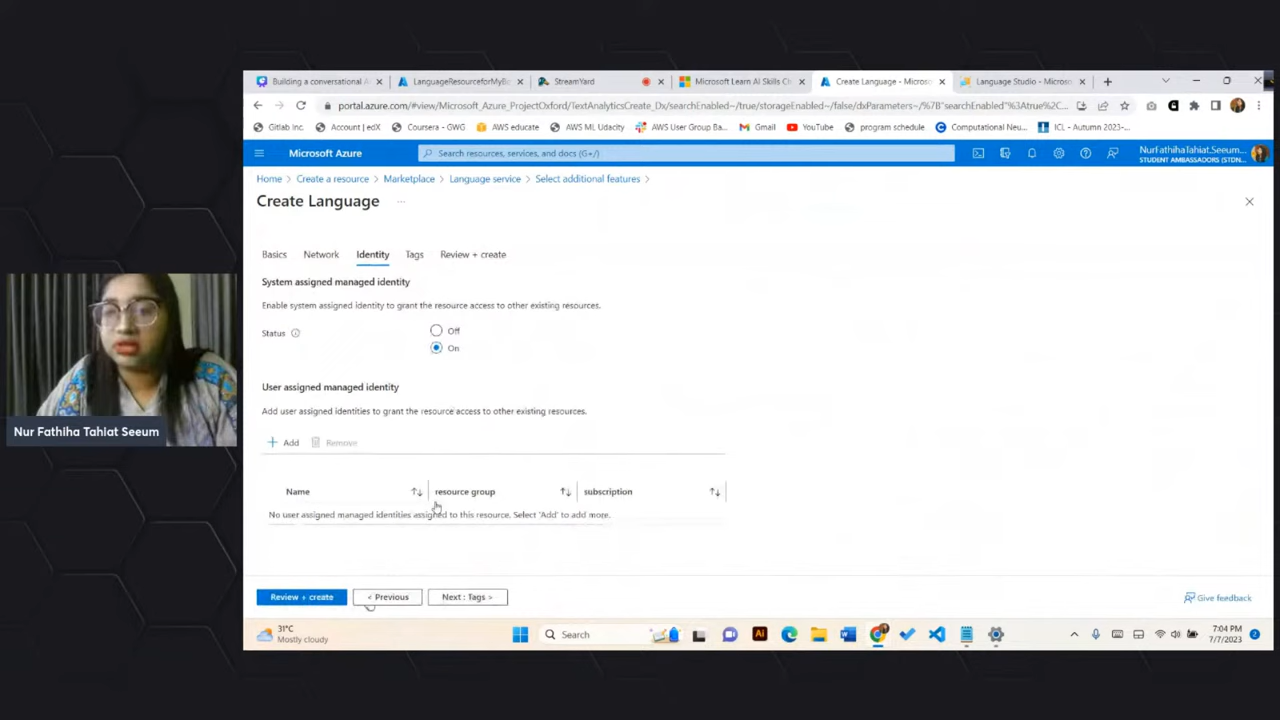 Building a conversational A
LanguageResourceforMyBo
StreamYard
Microsoft Learn AI Skills Ch
Create Language - Microso
Language Studio - Microso
portal.azure.com/#view/Microsoft_Azure_ProjectOxford/TextAnalyticsCreate_Dx/searchEnabled~/true/storageEnabled~/false/dxParameters~/%7B"searchEnabled"%3Atrue%2C...
Gitlab Inc.
Account | edX
Coursera - GWG
AWS educate
AWS ML Udacity
AWS User Group Ba...
Gmail
YouTube
program schedule
Computational Neu...
ICL - Autumn 2023-...
Microsoft Azure
Search resources, services, and docs (G+/)
NurFathihaTahiat.Seeum...
STUDENT AMBASSADORS (STDN...
Home > Create a resource > Marketplace > Language service > Select additional features >
Create Language ...
Basics Network Identity Tags Review + create
System assigned managed identity
Enable system assigned identity to grant the resource access to other existing resources.
Status
Off
On
User assigned managed identity
Add user assigned identities to grant the resource access to other existing resources.
+ Add Remove
Name resource group subscription
No user assigned managed identities assigned to this resource. Select 'Add' to add more.
Review + create < Previous Next : Tags > Give feedback
31°C
Mostly cloudy
Search
7:04 PM
7/7/2023
2
Nur Fathiha Tahiat Seeum